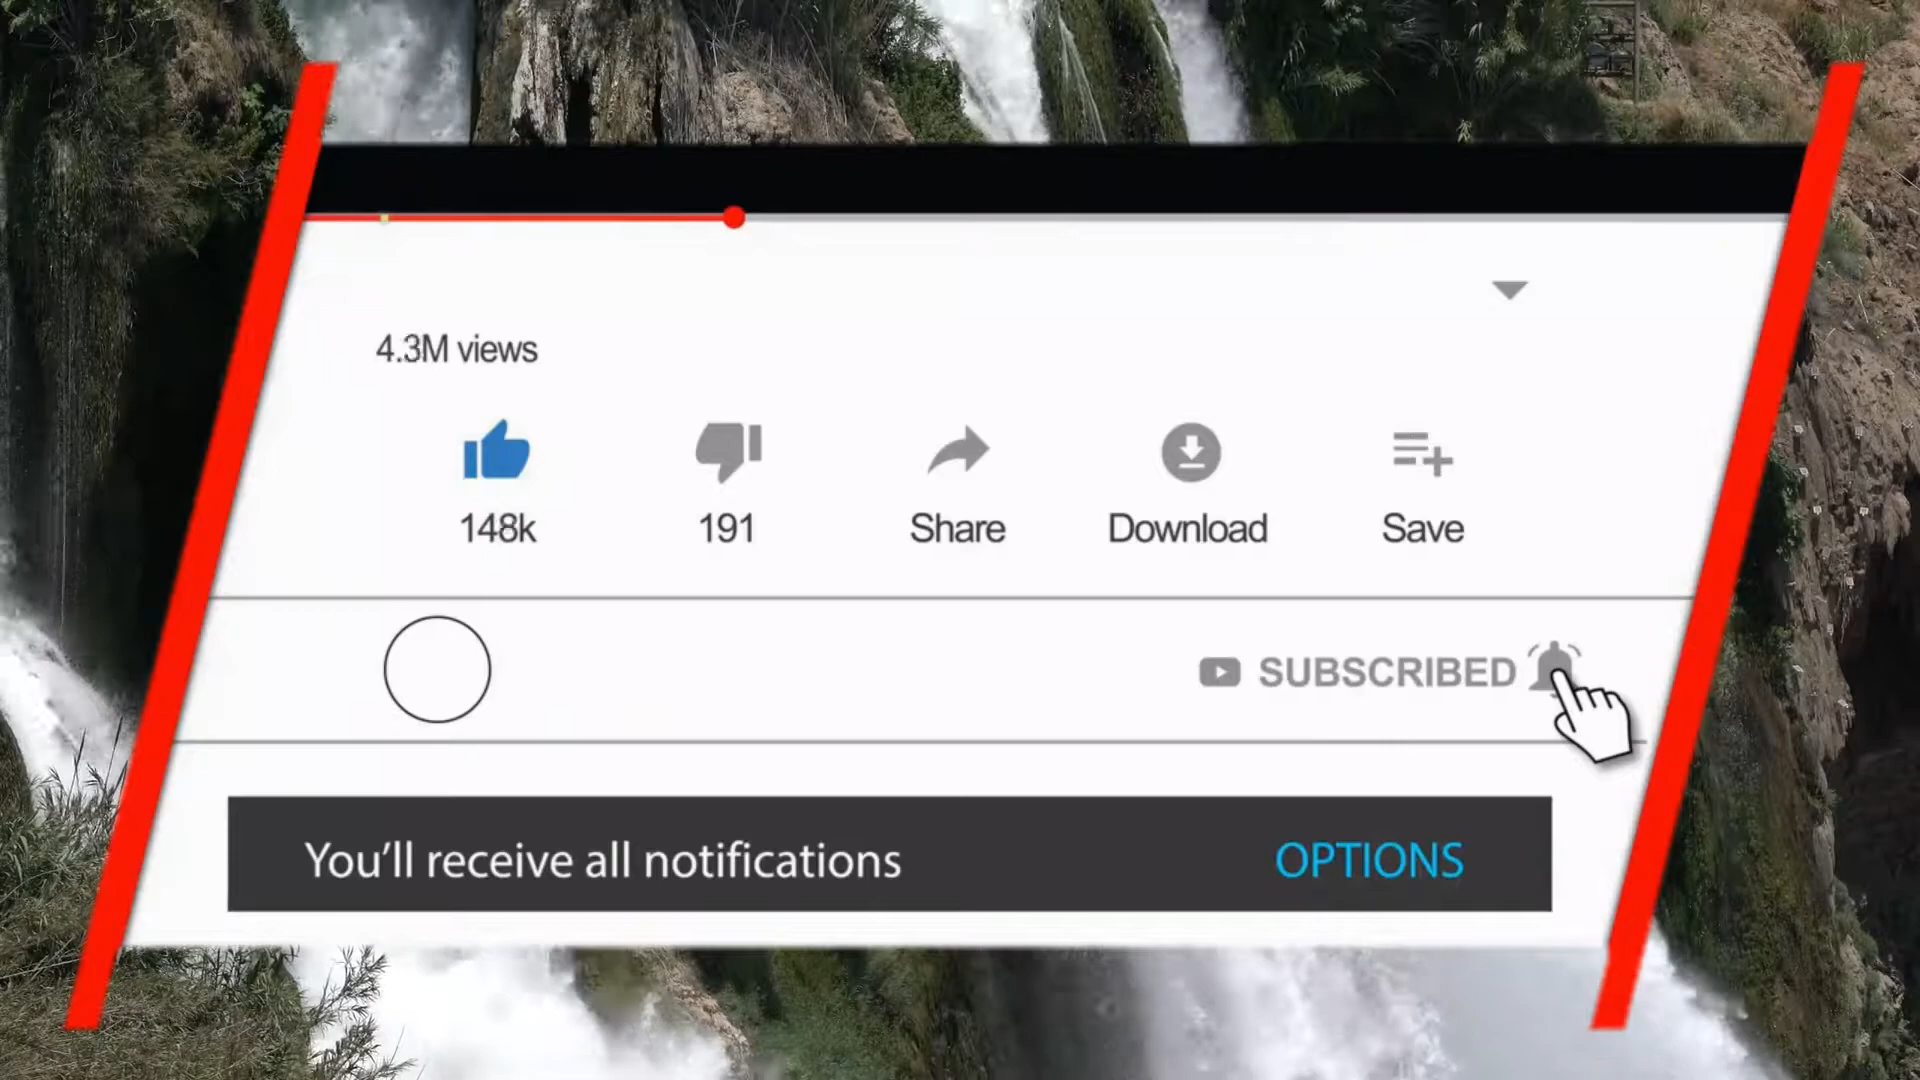 4.3M views
148k 191 Share Download Save
SUBSCRIBED
You'll receive all notifications OPTIONS